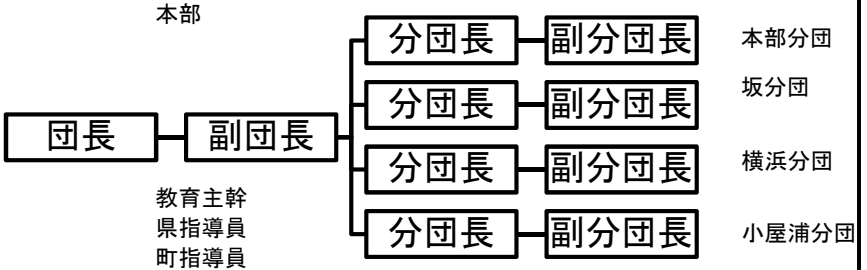 本部
分団長 副分団長 本部分団
分団長 副分団長 坂分団
団長 副団長
分団長 副分団長 横浜分団
分団長 副分団長 小屋浦分団
教育主幹
県指導員
町指導員